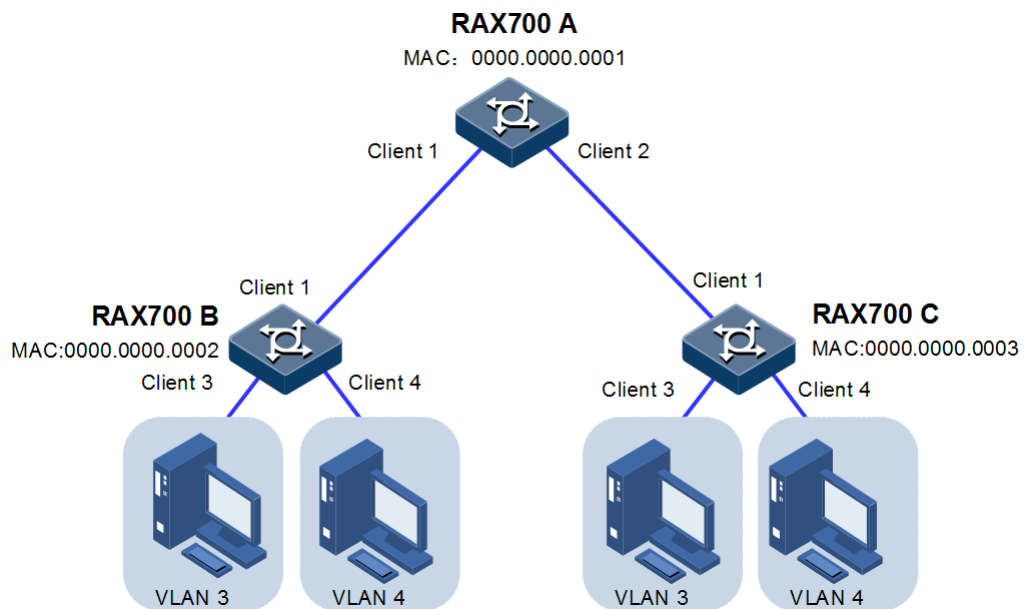 RAX700 A
MAC：0000.0000.0001
Client 1
Client 2
Client 1
Client 1
RAX700 B
RAX700 C
MAC:0000.0000.0002
MAC:0000.0000.0003
Client 3
Client 4
Client 3
Client 4
VLAN 3
VLAN 4
VLAN 3
VLAN 4